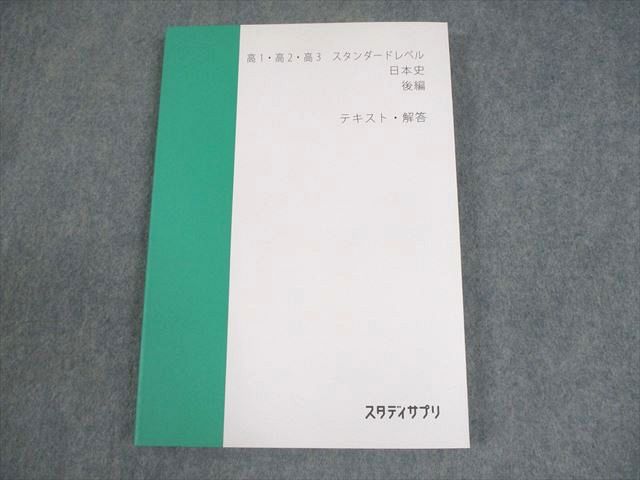 高1・高2・高3 スタンダードレベル
日本史
後編
テキスト・解答
スタディサプリ